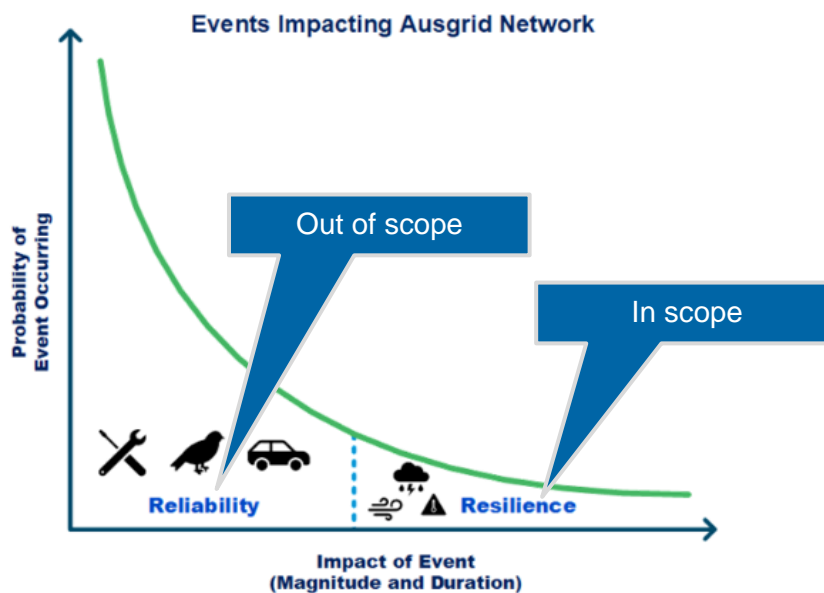 Events Impacting Ausgrid Network
Probability of
Event Occurring
Out of scope
In scope
Reliability
Resilience
Impact of Event
(Magnitude and Duration)